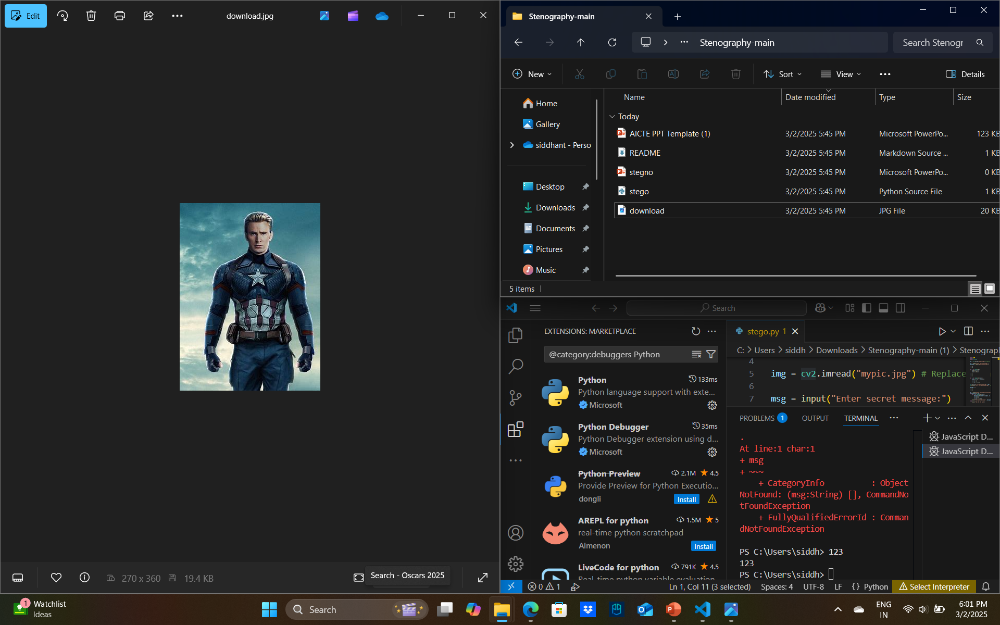 Edit
download.jpg
270 x 360
19.4 KB
Search - Oscars 2025
Stenography-main
Stenography-main
Search Stenogr
New
Sort
View
Details
Name
Date modified
Type
Size
Home
Gallery
siddhant - Perso
Desktop
Downloads
Documents
Pictures
Music
Today
AICTE PPT Template (1) 3/2/2025 5:45 PM Microsoft PowerPo... 123 KB
README 3/2/2025 5:45 PM Markdown Source ... 1 KB
stegno 3/2/2025 5:45 PM Microsoft PowerPo... 0 KB
stego 3/2/2025 5:45 PM Python Source File 1 KB
download 3/2/2025 5:45 PM JPG File 20 KB
5 items
Search
EXTENSIONS: MARKETPLACE
@category:debuggers Python
Python 133ms
Python language support with exte...
Microsoft
Python Debugger 35ms
Python Debugger extension using d...
Microsoft
Python Preview 2.1M 4.5
Provide Preview for Python Executio...
dongli
Install
AREPL for python 1.5M 5
real-time python scratchpad
Almenon
Install
LiveCode for python 791K 4.5
Real-time python variable evaluation
stego.py 1
C: > Users > siddh > Downloads > Stenography-main (1) > Stenograp
4
5 img = cv2.imread("mypic.jpg") # Replace
6
7 msg = input("Enter secret message:")
PROBLEMS 1
OUTPUT
TERMINAL
JavaScript D...
JavaScript D...
.
At line:1 char:1
+ msg
+ ~~~
+ CategoryInfo : Object
NotFound: (msg:String) [], CommandNo
tFoundException
+ FullyQualifiedErrorId : Comman
dNotFoundException
PS C:\Users\siddh> 123
123
PS C:\Users\siddh>
0 1
Ln 1, Col 11 (3 selected)
Spaces: 4
UTF-8
LF
{ } Python
Select Interpreter
1
Watchlist
Ideas
Search
ENG
IN
6:01 PM
3/2/2025